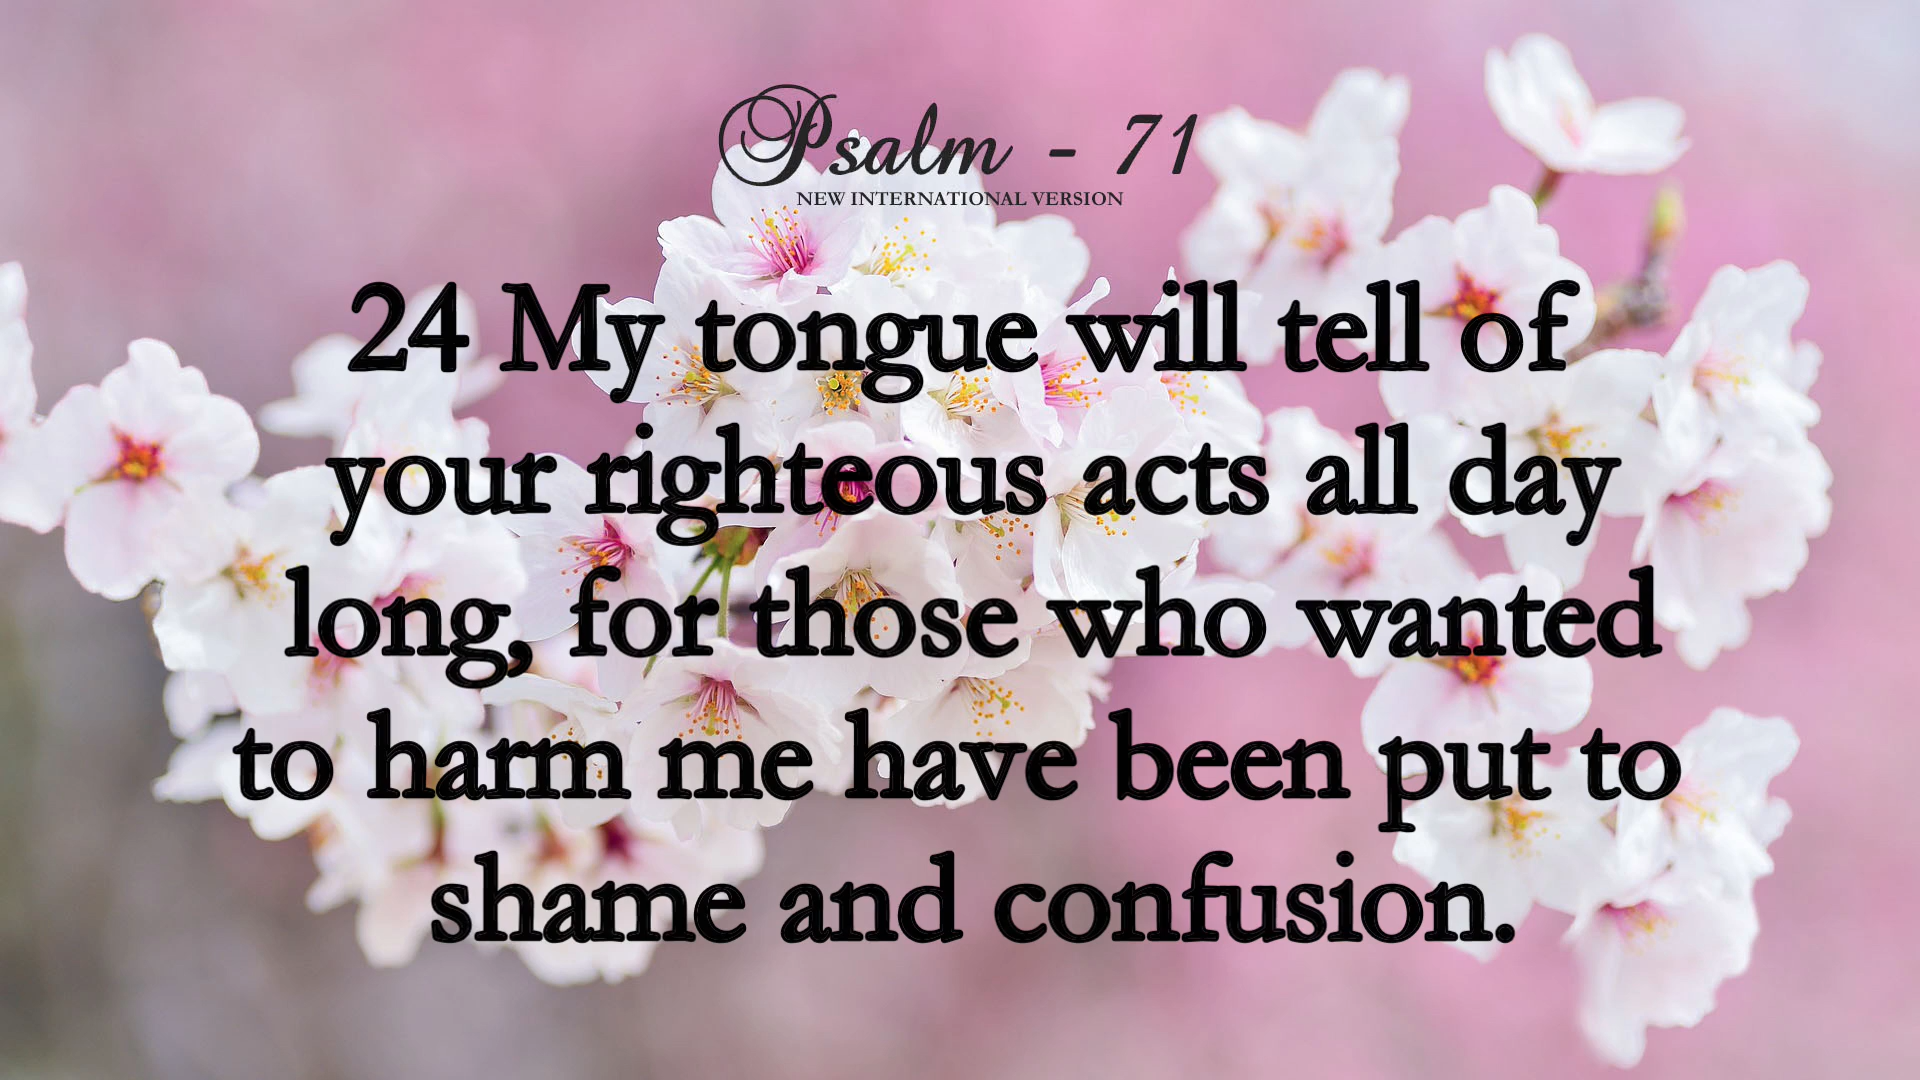 Psalm - 71
NEW INTERNATIONAL VERSION
24 My tongue will tell of
your righteous acts all day
long, for those who wanted
to harm me have been put to
shame and confusion.